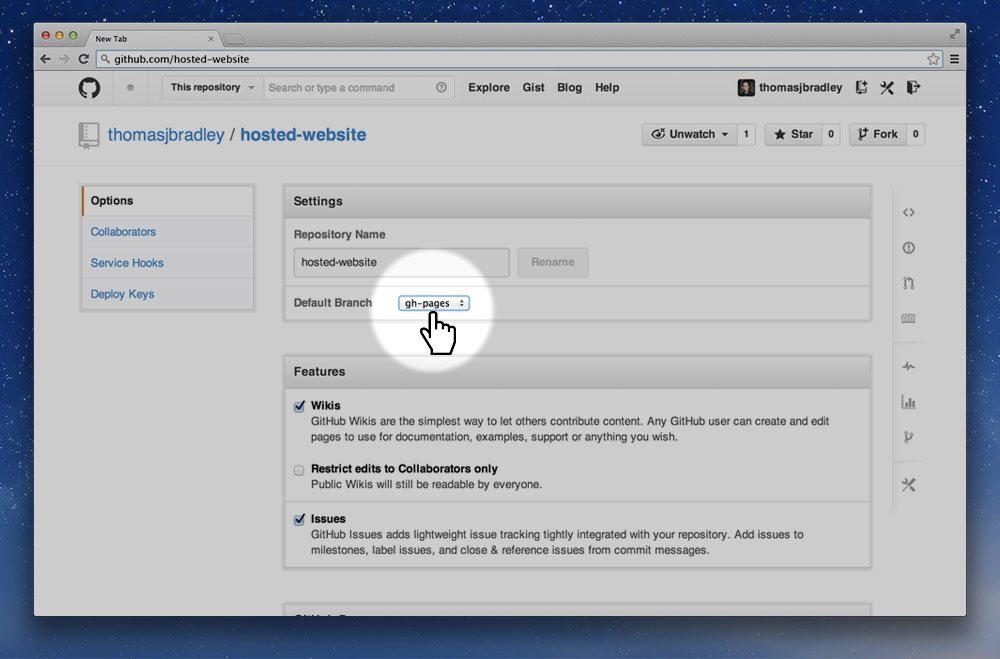 New Tab
github.com/hosted-website
This repository
Search or type a command
Explore Gist Blog Help
thomasjbradley
thomasjbradley / hosted-website
Unwatch 1 Star 0 Fork 0
Options
Collaborators
Service Hooks
Deploy Keys
Settings
Repository Name
hosted-website Rename
Default Branch gh-pages
Features
Wikis
GitHub Wikis are the simplest way to let others contribute content. Any GitHub user can create and edit
pages to use for documentation, examples, support or anything you wish.
Restrict edits to Collaborators only
Public Wikis will still be readable by everyone.
Issues
GitHub Issues adds lightweight issue tracking tightly integrated with your repository. Add issues to
milestones, label issues, and close & reference issues from commit messages.